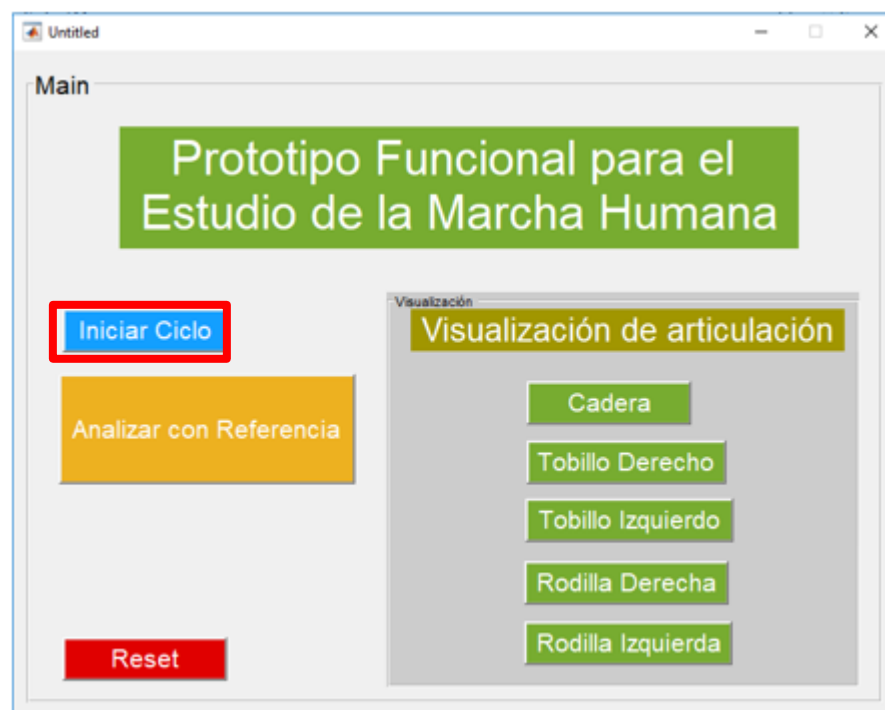 Untitled
Main
Prototipo Funcional para el
Estudio de la Marcha Humana
Iniciar Ciclo
Analizar con Referencia
Reset
Visualización
Visualización de articulación
Cadera
Tobillo Derecho
Tobillo Izquierdo
Rodilla Derecha
Rodilla Izquierda